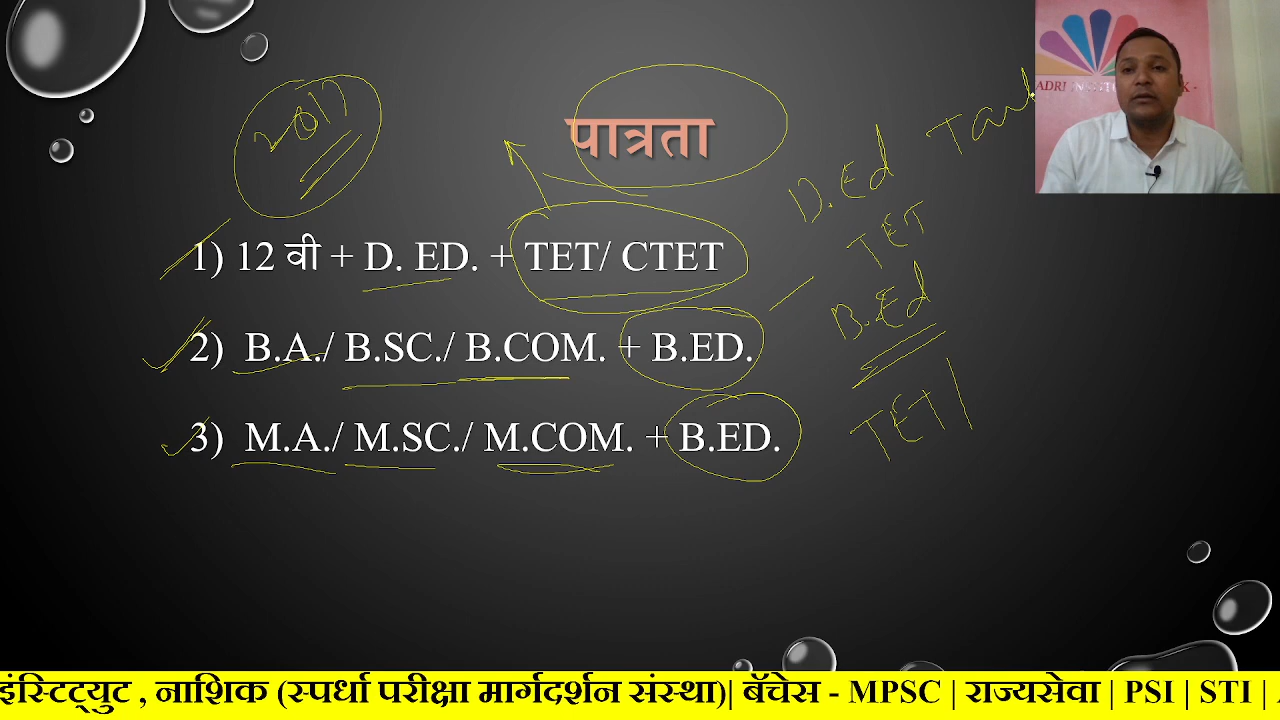 पात्रता
2017
D.Ed
TET
1) 12 वी + D. ED. + TET/ CTET
B.Ed
2) B.A./ B.SC./ B.COM. + B.ED.
TET
3) M.A./ M.SC./ M.COM. + B.ED.
इंस्टिट्युट , नाशिक (स्पर्धा परीक्षा मार्गदर्शन संस्था)| बॅचेस - MPSC | राज्यसेवा | PSI | STI |